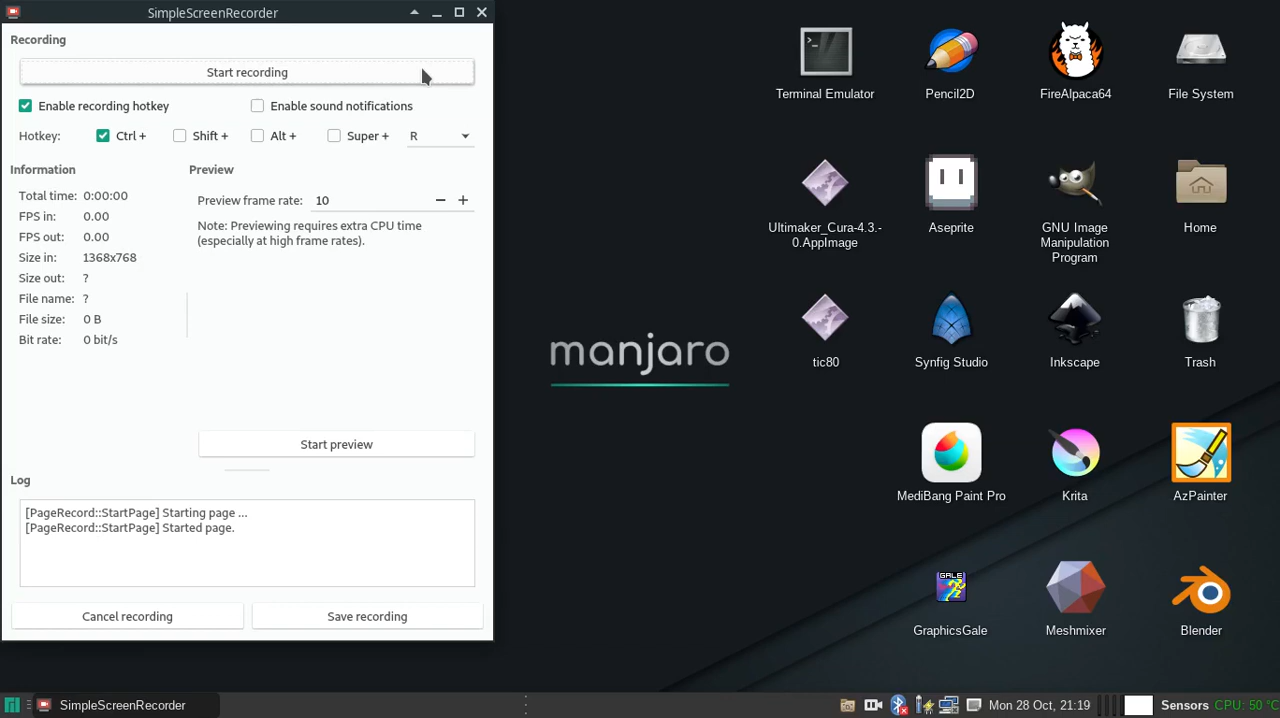 SimpleScreenRecorder
Recording
Start recording
Enable recording hotkey
Enable sound notifications
Hotkey: Ctrl + Shift + Alt + Super + R
Information
Total time: 0:00:00
FPS in: 0.00
FPS out: 0.00
Size in: 1368x768
Size out: ?
File name: ?
File size: 0 B
Bit rate: 0 bit/s
Preview
Preview frame rate: 10
Note: Previewing requires extra CPU time
(especially at high frame rates).
Start preview
Log
[PageRecord::StartPage] Starting page ...
[PageRecord::StartPage] Started page.
Cancel recording
Save recording
manjaro
Terminal Emulator
Pencil2D
FireAlpaca64
File System
Ultimaker_Cura-4.3.-
0.AppImage
Aseprite
GNU Image
Manipulation
Program
Home
tic80
Synfig Studio
Inkscape
Trash
MediBang Paint Pro
Krita
AzPainter
GALE
GraphicsGale
Meshmixer
Blender
SimpleScreenRecorder
Mon 28 Oct, 21:19
Sensors CPU: 50 °C